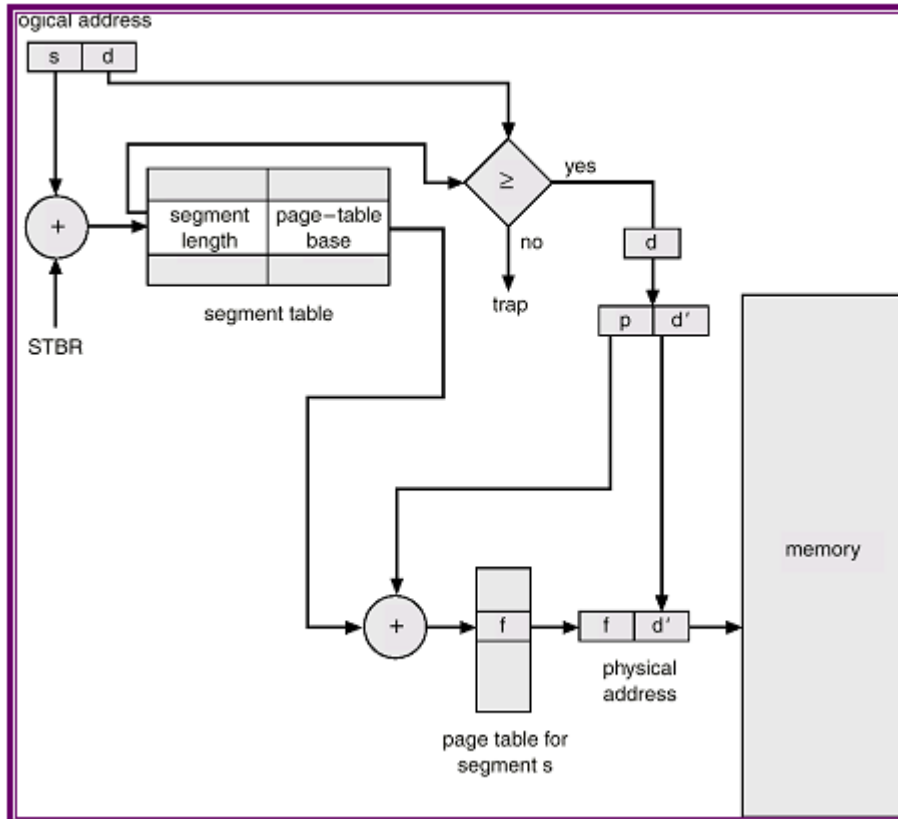 ogical address
s d
≥
yes
segment length
page-table base
+
no
d
segment table
trap
p d′
STBR
memory
+
f
f d′
physical address
page table for segment s